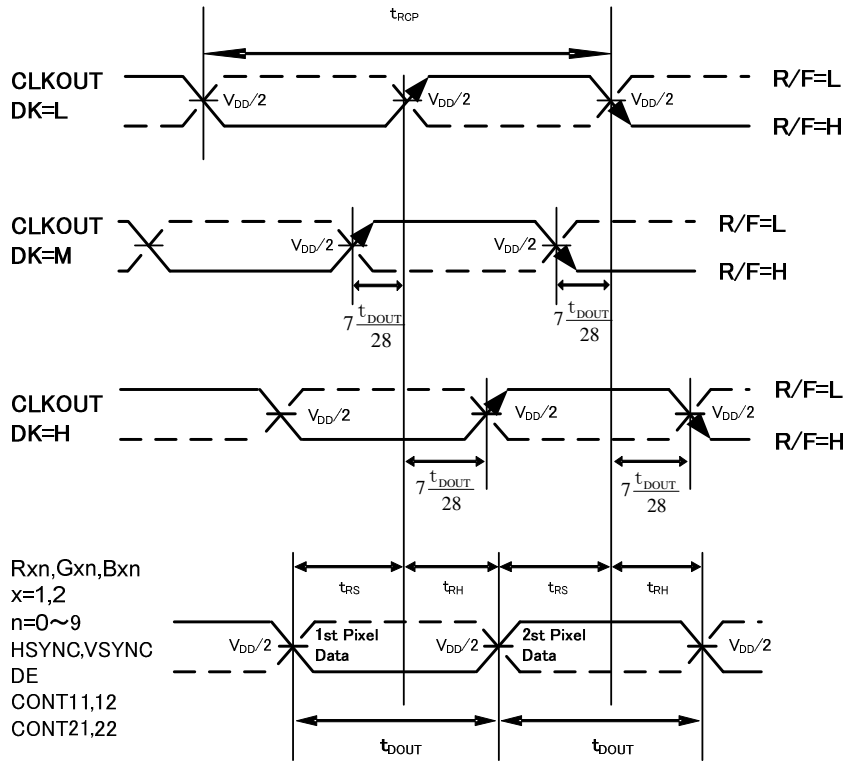 tRCP
CLKOUT
DK=L
VDD/2
VDD/2
VDD/2
R/F=L
R/F=H
CLKOUT
DK=M
VDD/2
VDD/2
R/F=L
R/F=H
7 tDOUT/28
7 tDOUT/28
CLKOUT
DK=H
VDD/2
VDD/2
VDD/2
R/F=L
R/F=H
7 tDOUT/28
7 tDOUT/28
Rxn,Gxn,Bxn
x=1,2
n=0～9
HSYNC,VSYNC
DE
CONT11,12
CONT21,22
tRS
tRH
tRS
tRH
VDD/2
1st Pixel
Data
VDD/2
2st Pixel
Data
VDD/2
tDOUT
tDOUT